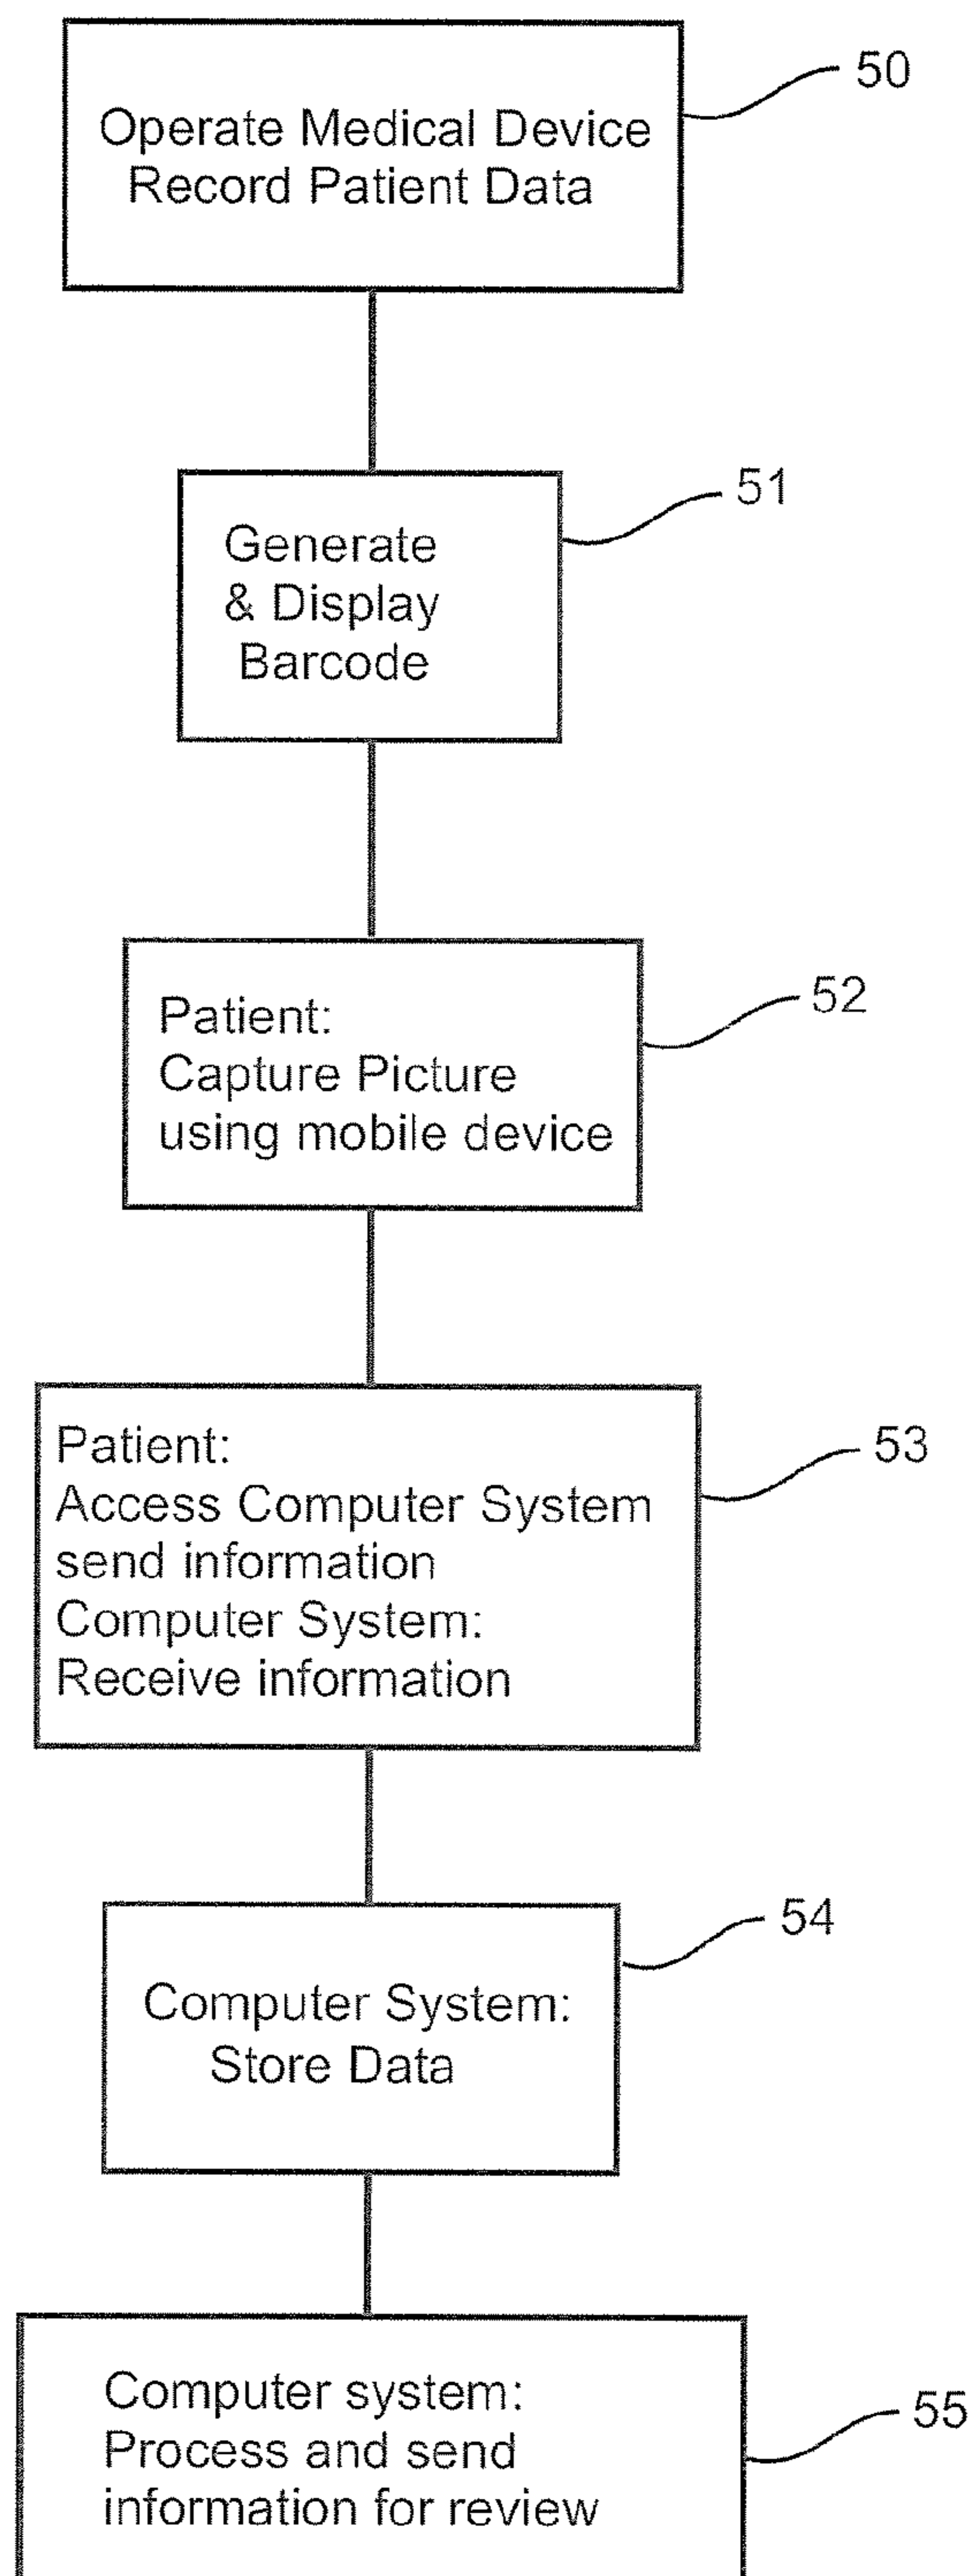 Operate Medical Device
Record Patient Data
50
Generate
& Display
Barcode
51
Patient:
Capture Picture
using mobile device
52
Patient:
Access Computer System
send information
Computer System:
Receive information
53
Computer System:
Store Data
54
Computer system:
Process and send
information for review
55